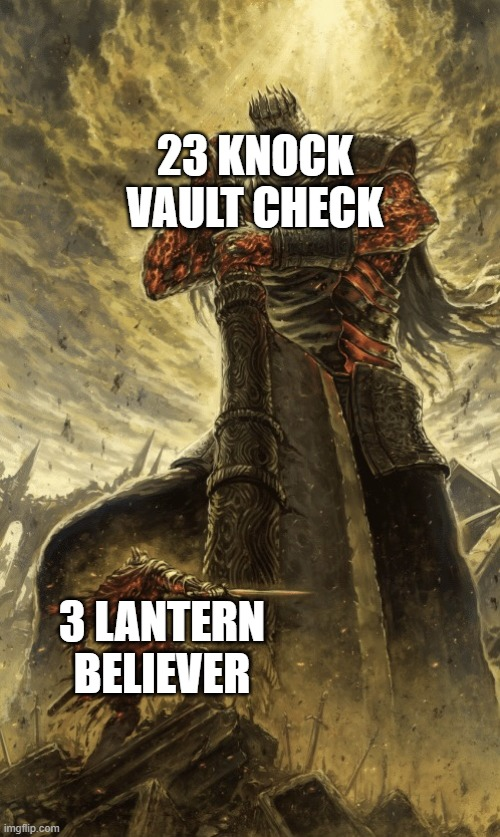 23 KNOCK
VAULT CHECK
3 LANTERN
BELIEVER
imgflip.com